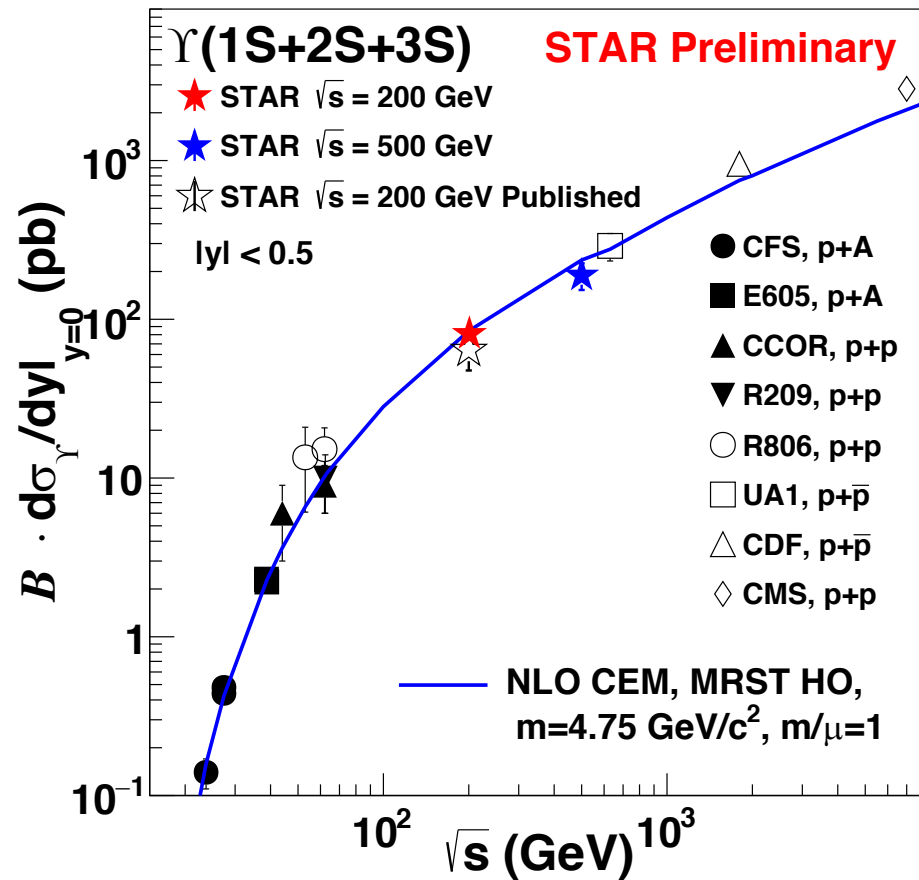 ϒ(1S+2S+3S)
STAR Preliminary
STAR √s = 200 GeV
STAR √s = 500 GeV
STAR √s = 200 GeV Published
|y| < 0.5
CFS, p+A
E605, p+A
CCOR, p+p
R209, p+p
R806, p+p
UA1, p+p̅
CDF, p+p̅
CMS, p+p
NLO CEM, MRST HO,
m=4.75 GeV/c², m/μ=1
B · dσ_ϒ/dy|_y=0 (pb)
10³
10²
10
1
10⁻¹
10² 10³
√s (GeV)